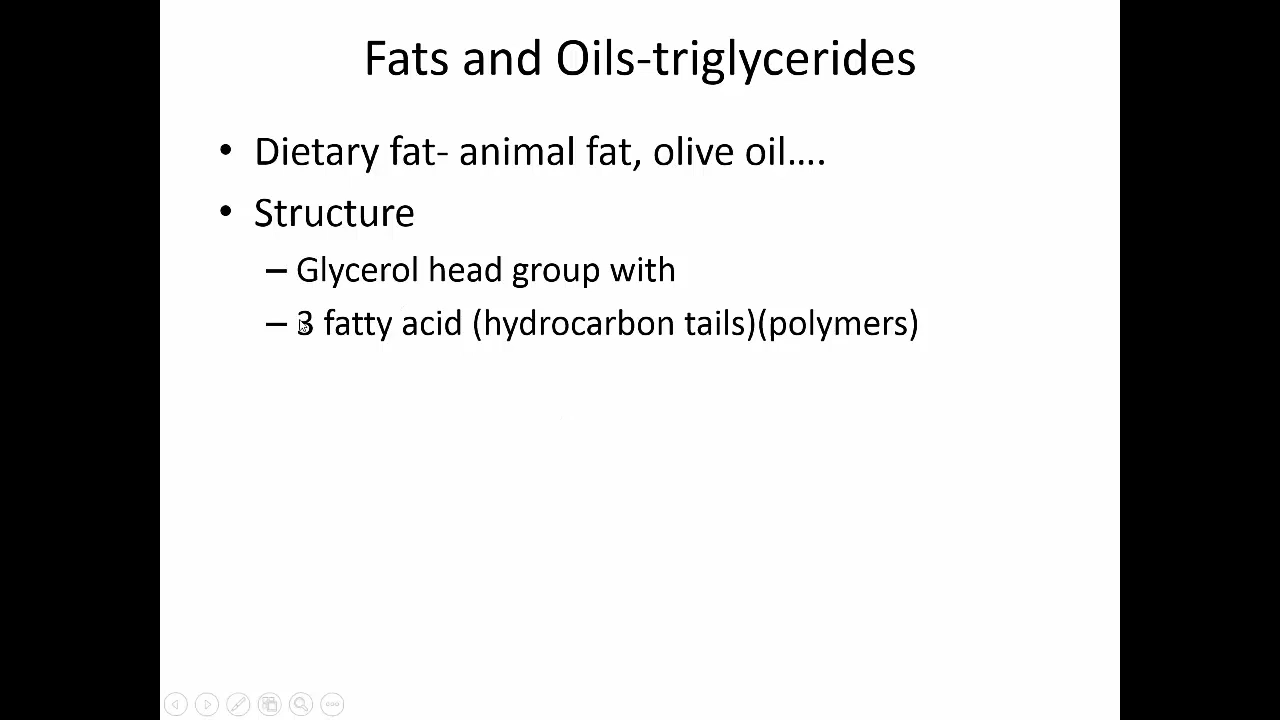 Fats and Oils-triglycerides
• Dietary fat- animal fat, olive oil....
• Structure
– Glycerol head group with
– 3 fatty acid (hydrocarbon tails)(polymers)